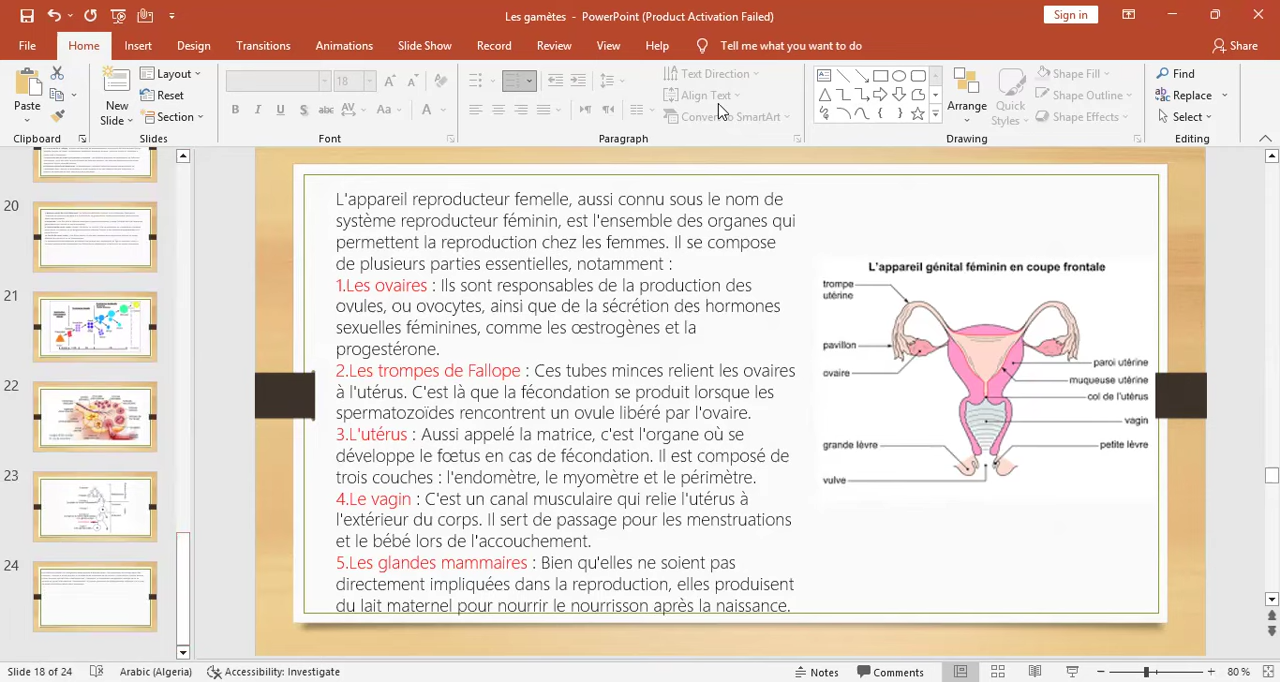 Les gamètes - PowerPoint (Product Activation Failed)
Sign in
File Home Insert Design Transitions Animations Slide Show Record Review View Help Tell me what you want to do Share
Paste
Clipboard
New Slide
Layout
Reset
Section
Slides
18
B I U S abc AV Aa A
Font
Text Direction
Align Text
Convert to SmartArt
Paragraph
Arrange
Quick Styles
Shape Fill
Shape Outline
Shape Effects
Drawing
Find
Replace
Select
Editing
20
21
22
23
24
L'appareil reproducteur femelle, aussi connu sous le nom de
système reproducteur féminin, est l'ensemble des organes qui
permettent la reproduction chez les femmes. Il se compose
de plusieurs parties essentielles, notamment :
1.Les ovaires : Ils sont responsables de la production des
ovules, ou ovocytes, ainsi que de la sécrétion des hormones
sexuelles féminines, comme les œstrogènes et la
progestérone.
2.Les trompes de Fallope : Ces tubes minces relient les ovaires
à l'utérus. C'est là que la fécondation se produit lorsque les
spermatozoïdes rencontrent un ovule libéré par l'ovaire.
3.L'utérus : Aussi appelé la matrice, c'est l'organe où se
développe le fœtus en cas de fécondation. Il est composé de
trois couches : l'endomètre, le myomètre et le périmètre.
4.Le vagin : C'est un canal musculaire qui relie l'utérus à
l'extérieur du corps. Il sert de passage pour les menstruations
et le bébé lors de l'accouchement.
5.Les glandes mammaires : Bien qu'elles ne soient pas
directement impliquées dans la reproduction, elles produisent
du lait maternel pour nourrir le nourrisson après la naissance.
L'appareil génital féminin en coupe frontale
trompe
utérine
pavillon
ovaire
paroi utérine
muqueuse utérine
col de l'utérus
vagin
grande lèvre
petite lèvre
vulve
Slide 18 of 24 Arabic (Algeria) Accessibility: Investigate Notes Comments 80 %